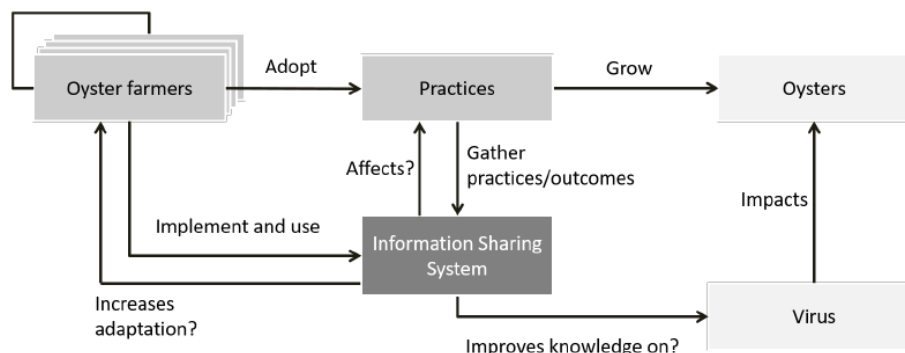 Adopt
Grow
Oyster farmers
Practices
Oysters
Affects?
Gather
practices/outcomes
Impacts
Implement and use
Information Sharing
System
Increases
adaptation?
Virus
Improves knowledge on?